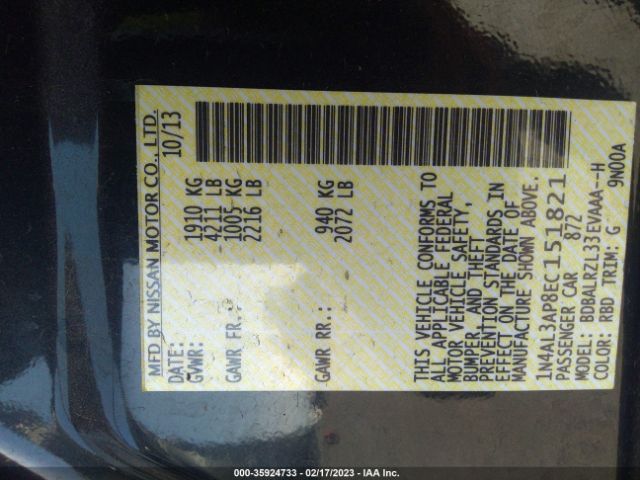 MFD BY NISSAN MOTOR CO., LTD.
DATE: 10/13
GVWR: 1910 KG
4211 LB
GAWR FR.: 1005 KG
2216 LB
GAWR RR.: 940 KG
2072 LB
THIS VEHICLE CONFORMS TO
ALL APPLICABLE FEDERAL
MOTOR VEHICLE SAFETY,
BUMPER, AND THEFT
PREVENTION STANDARDS IN
EFFECT ON THE DATE OF
MANUFACTURE SHOWN ABOVE.
1N4AL3AP8EC151821
PASSENGER CAR 872
MODEL: BDBALRZL33EVAAA--H
COLOR: RBD TRIM: G 9N00A
000-35924733 - 02/17/2023 - IAA Inc.